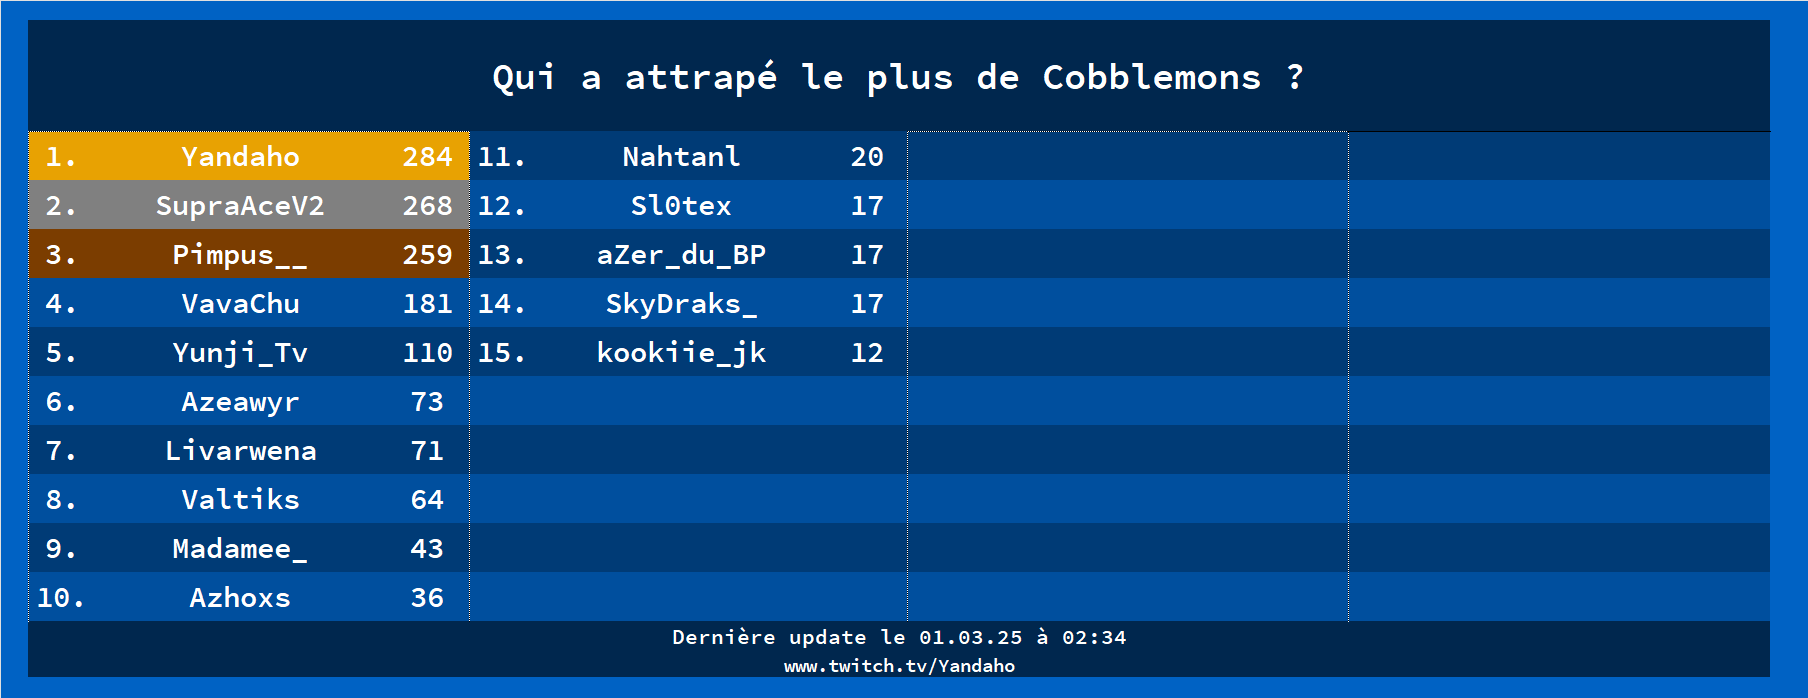 Qui a attrapé le plus de Cobblemons ?
1. Yandaho 284
2. SupraAceV2 268
3. Pimpus__ 259
4. VavaChu 181
5. Yunji_Tv 110
6. Azeawyr 73
7. Livarwena 71
8. Valtiks 64
9. Madamee_ 43
10. Azhoxs 36
11. Nahtanl 20
12. Sl0tex 17
13. aZer_du_BP 17
14. SkyDraks_ 17
15. kookiie_jk 12
Dernière update le 01.03.25 à 02:34
www.twitch.tv/Yandaho